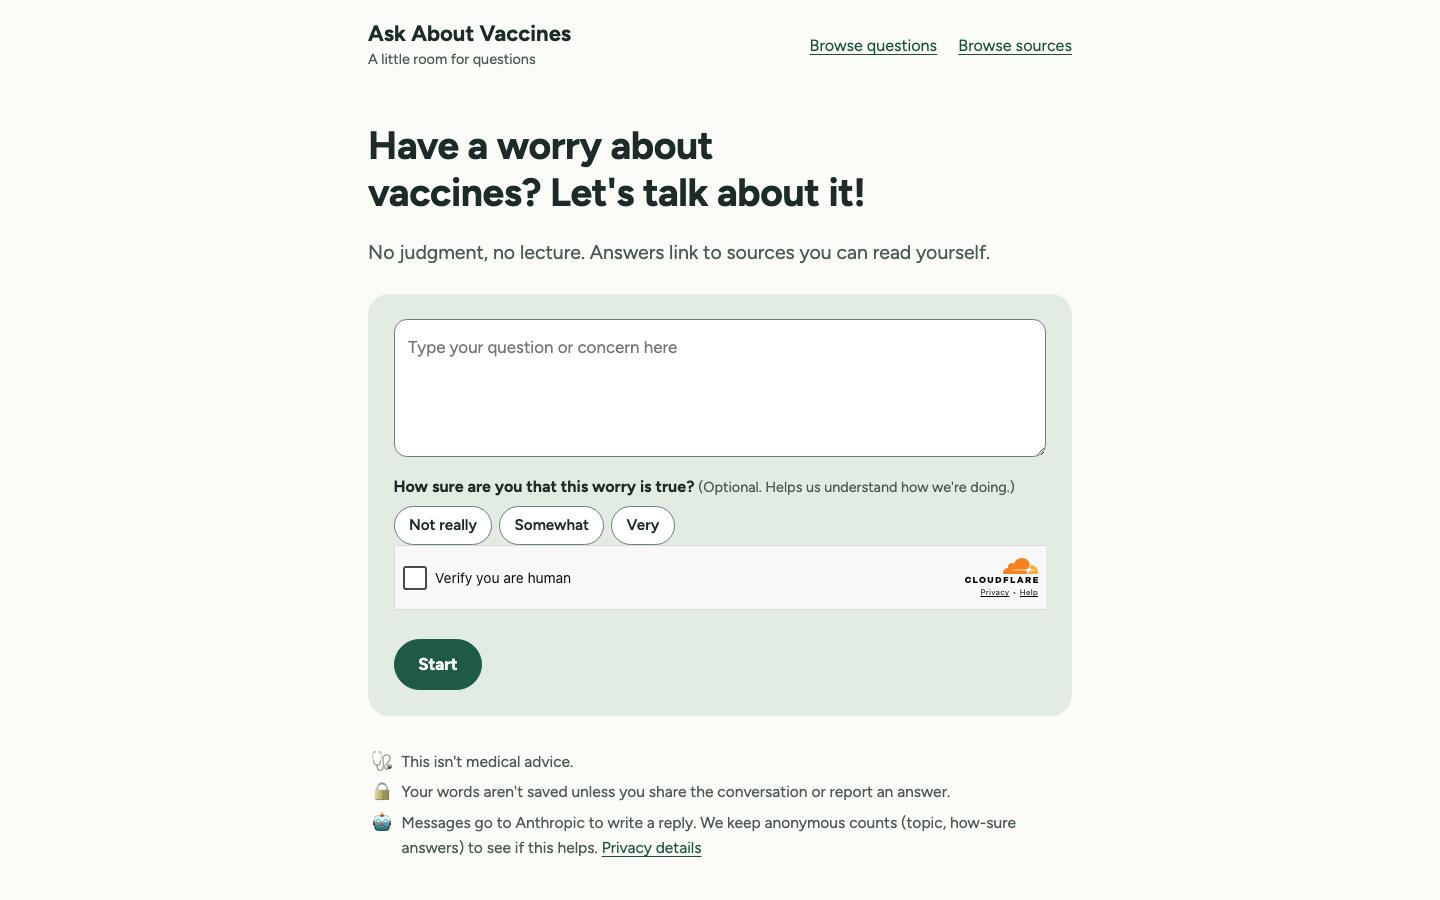 Ask About Vaccines
A little room for questions
Browse questions
Browse sources
Have a worry about
vaccines? Let's talk about it!
No judgment, no lecture. Answers link to sources you can read yourself.
Type your question or concern here
How sure are you that this worry is true? (Optional. Helps us understand how we're doing.)
Not really
Somewhat
Very
Verify you are human
CLOUDFLARE
Privacy • Help
Start
This isn't medical advice.
Your words aren't saved unless you share the conversation or report an answer.
Messages go to Anthropic to write a reply. We keep anonymous counts (topic, how-sure
answers) to see if this helps. Privacy details